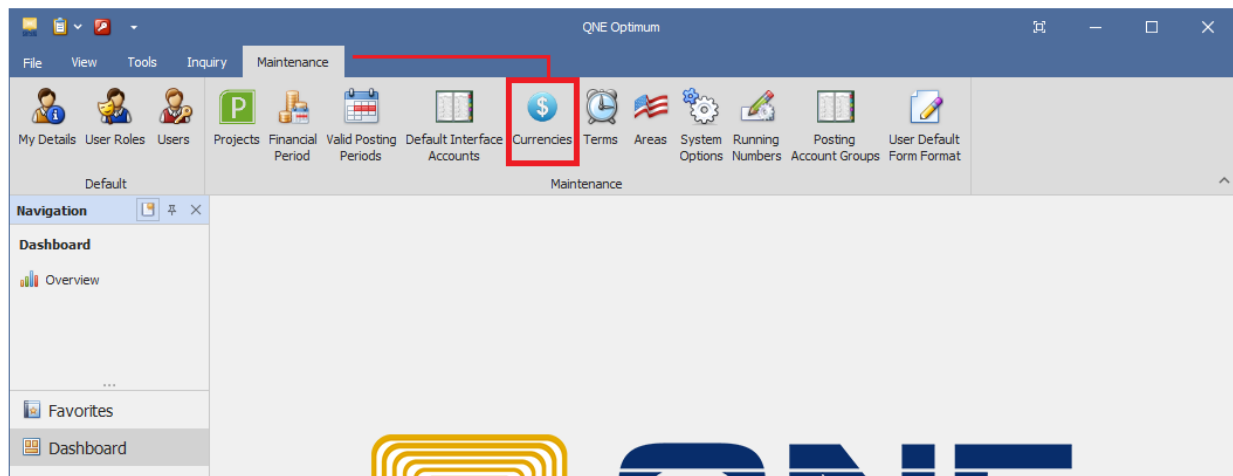 QNE Optimum
File View Tools Inquiry Maintenance
My Details User Roles Users Projects Financial Period Valid Posting Periods Default Interface Accounts Currencies Terms Areas System Options Running Numbers Posting Account Groups User Default Form Format
Default Maintenance
Navigation
Dashboard
Overview
...
Favorites
Dashboard
QNE